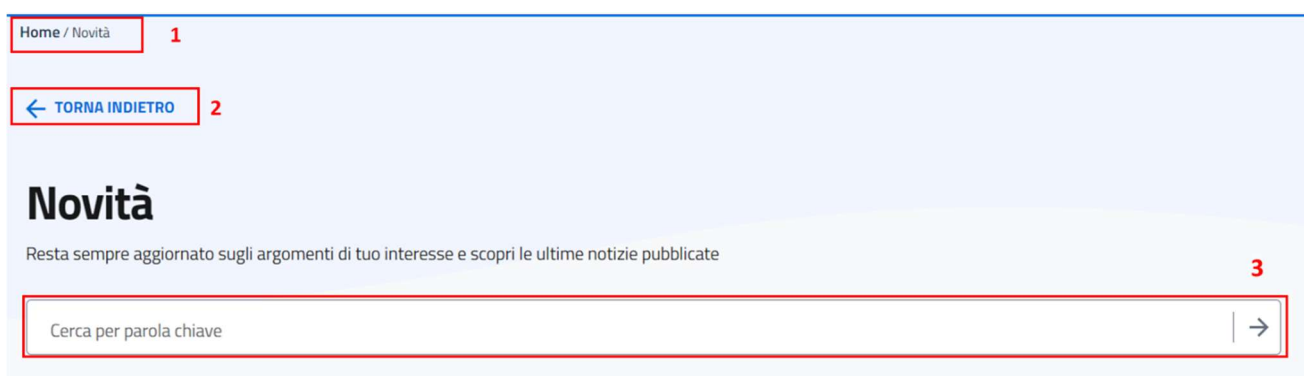 Home / Novità 1
← TORNA INDIETRO 2
Novità
Resta sempre aggiornato sugli argomenti di tuo interesse e scopri le ultime notizie pubblicate
3
Cerca per parola chiave →